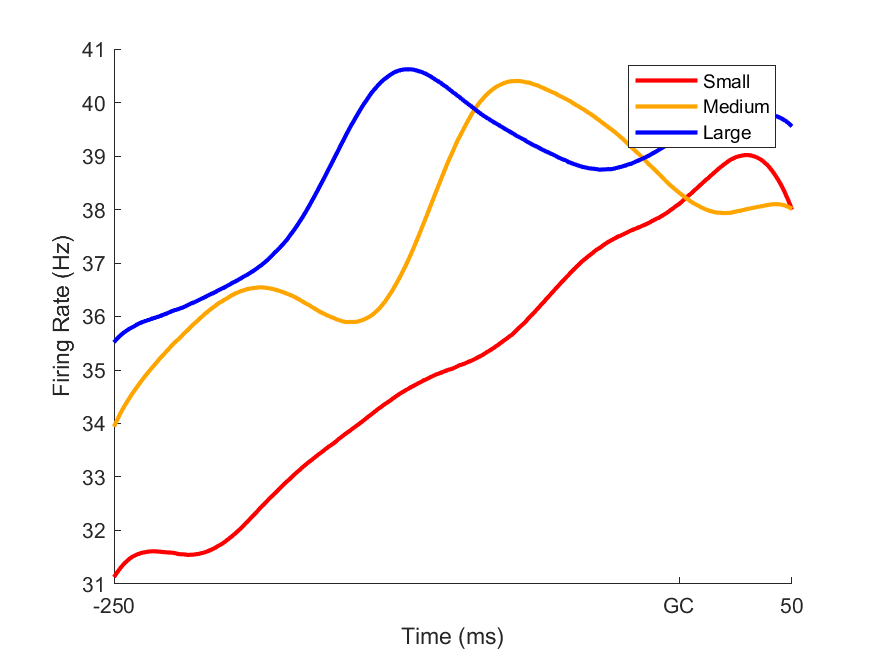 41
40
39
38
37
36
35
34
33
32
31
Firing Rate (Hz)
-250
GC
50
Time (ms)
Small
Medium
Large